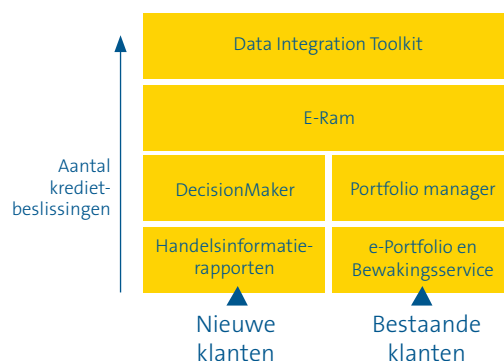 Data Integration Toolkit
E-Ram
Aantal
krediet-
beslissingen
DecisionMaker
Portfolio manager
Handelsinformatie-
rapporten
e-Portfolio en
Bewakingsservice
Nieuwe
klanten
Bestaande
klanten